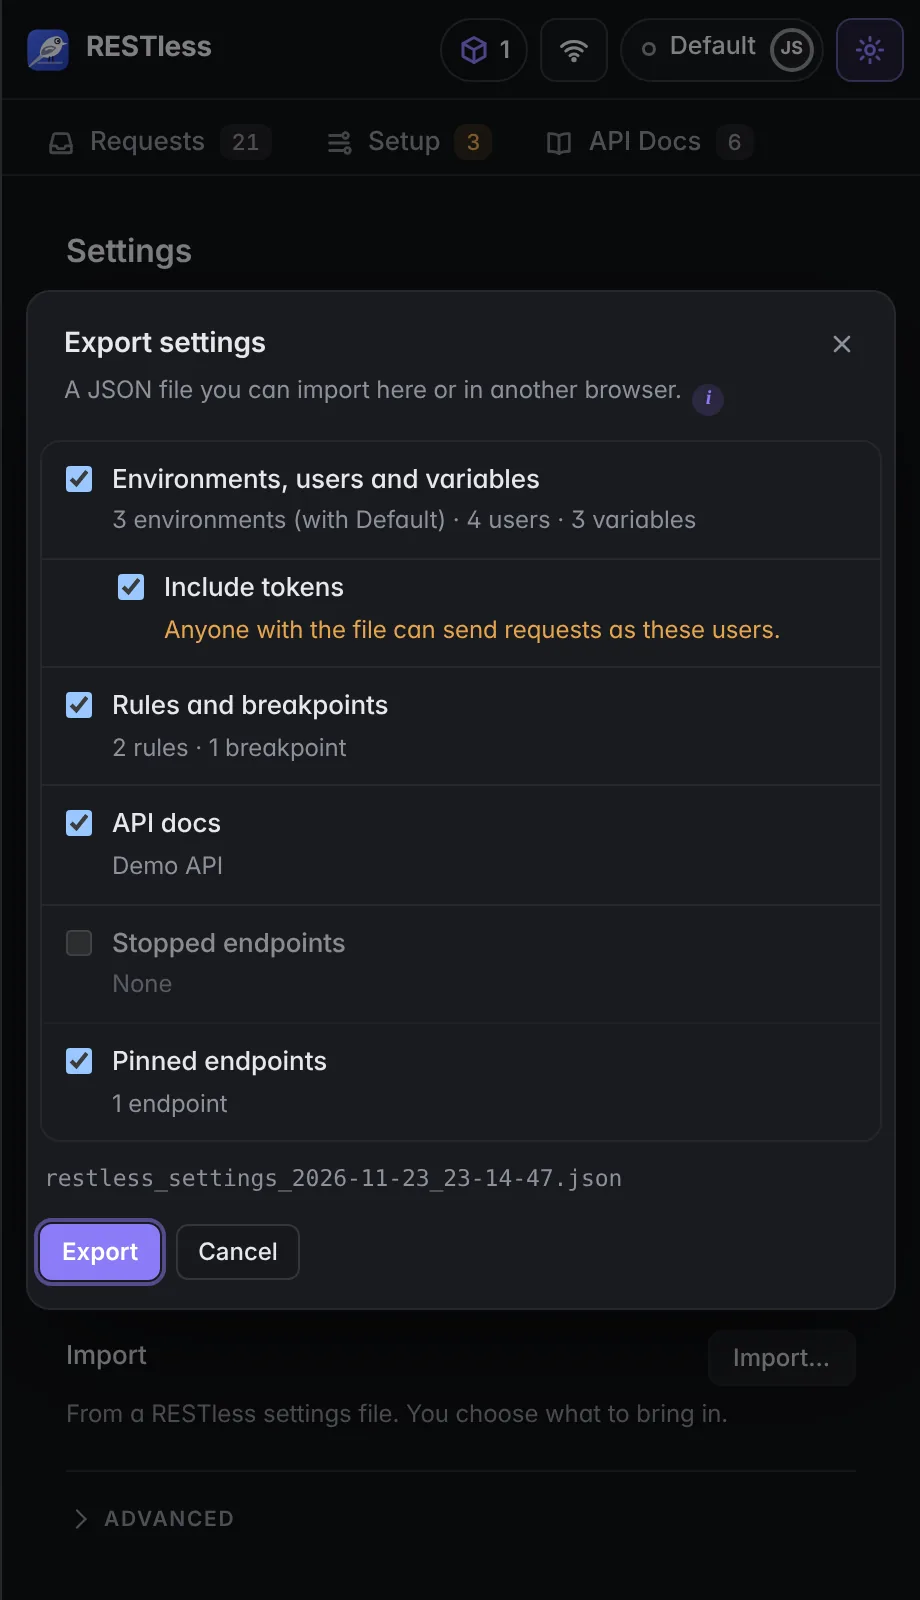 RESTless
1
Default
JS
Requests 21
Setup 3
API Docs 6
Settings
Export settings
A JSON file you can import here or in another browser. i
Environments, users and variables
3 environments (with Default) · 4 users · 3 variables
Include tokens
Anyone with the file can send requests as these users.
Rules and breakpoints
2 rules · 1 breakpoint
API docs
Demo API
Stopped endpoints
None
Pinned endpoints
1 endpoint
restless_settings_2026-11-23_23-14-47.json
Export
Cancel
Import
Import...
From a RESTless settings file. You choose what to bring in.
ADVANCED